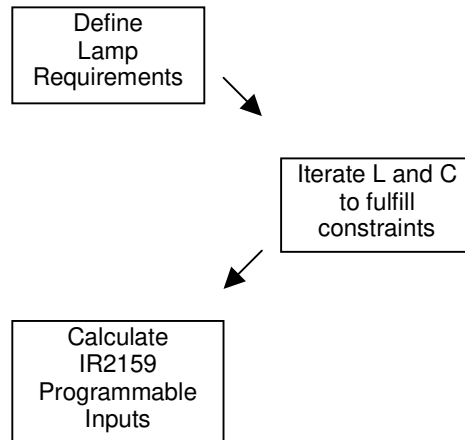 Define
Lamp
Requirements
Iterate L and C
to fulfill
constraints
Calculate
IR2159
Programmable
Inputs